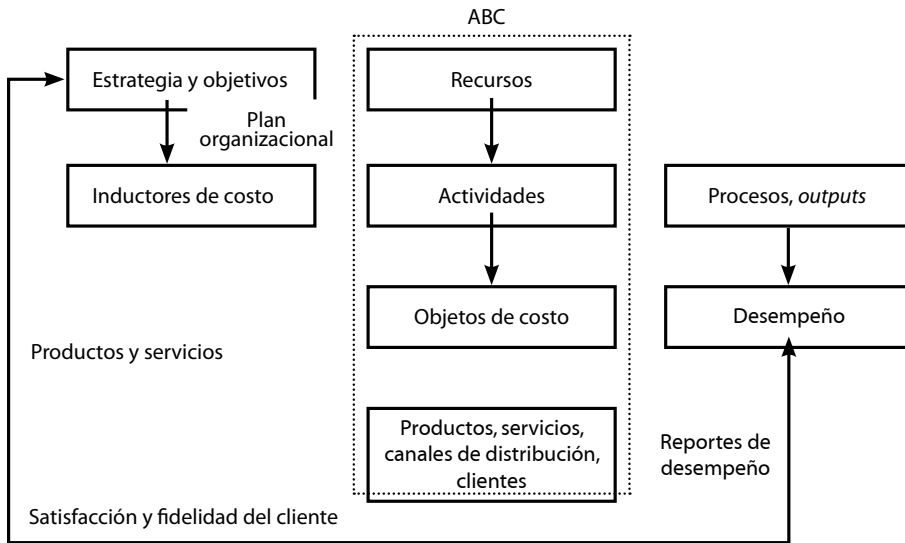 ABC
Estrategia y objetivos
Recursos
Plan
organizacional
Inductores de costo
Actividades
Procesos, outputs
Objetos de costo
Desempeño
Productos y servicios
Productos, servicios,
canales de distribución,
clientes
Reportes de
desempeño
Satisfacción y fidelidad del cliente